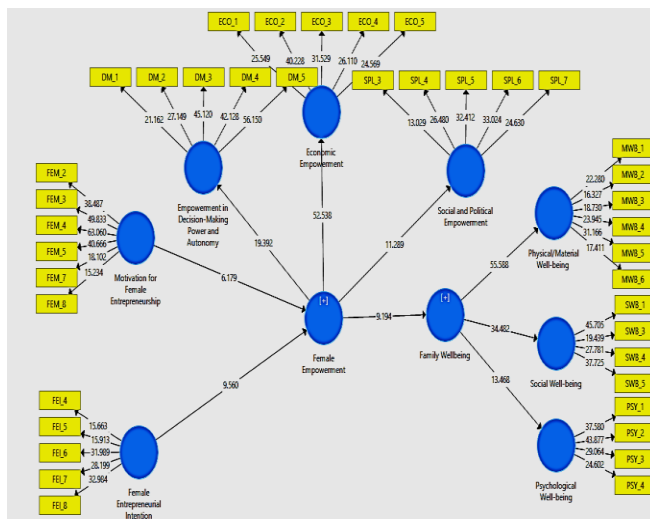 ECO_1
ECO_2
ECO_3
ECO_4
ECO_5
25.549
40.228
31.529
26.110
24.569
DM_1
DM_2
DM_3
DM_4
DM_5
21.162
27.149
45.120
42.128
56.150
Economic
Empowerment
SPL_3
SPL_4
SPL_5
SPL_6
SPL_7
13.029
26.480
32.412
33.024
24.630
Empowerment in
Decision-Making
Power and
Autonomy
Social and Political
Empowerment
MWB_1
MWB_2
MWB_3
MWB_4
MWB_5
MWB_6
22.280
16.327
18.730
23.945
31.166
17.411
Physical/Material
Well-being
FEM_2
FEM_3
FEM_4
FEM_5
FEM_7
FEM_8
38.487
49.833
63.060
40.666
18.102
15.234
Motivation for
Female
Entrepreneurship
19.392
52.538
11.289
6.179
55.588
[+]
Female
Empowerment
9.194
[+]
Family Wellbeing
34.482
13.468
9.560
SWB_1
SWB_3
SWB_4
SWB_5
45.705
19.439
27.781
37.725
Social Well-being
FEI_4
FEI_5
FEI_6
FEI_7
FEI_8
15.663
15.913
31.989
28.199
32.984
Female
Entrepreneurial
Intention
PSY_1
PSY_2
PSY_3
PSY_4
37.580
43.877
29.064
24.602
Psychological
Well-being